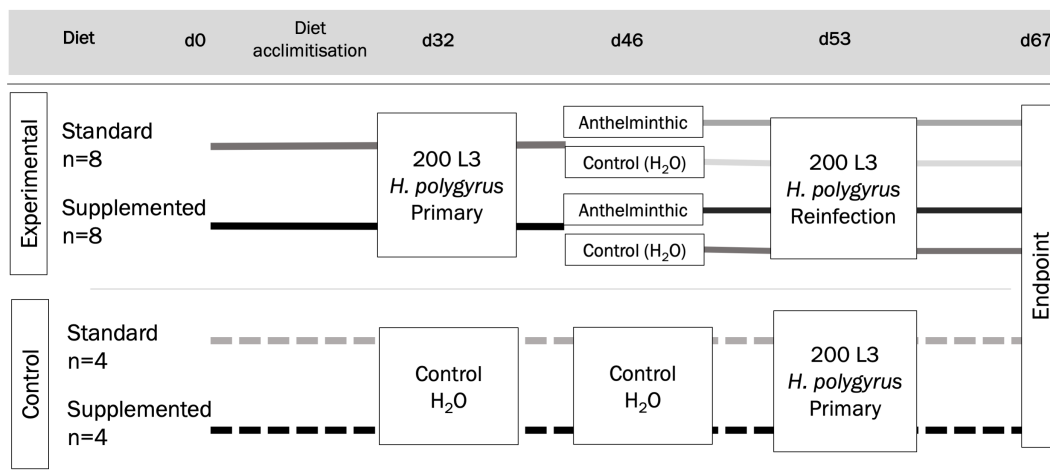 Diet d0 Diet acclimitisation d32 d46 d53 d67
Experimental
Standard
n=8
Supplemented
n=8
200 L3
H. polygyrus
Primary
Anthelminthic
Control (H₂O)
Anthelminthic
Control (H₂O)
200 L3
H. polygyrus
Reinfection
Endpoint
Control
Standard
n=4
Supplemented
n=4
Control
H₂O
Control
H₂O
200 L3
H. polygyrus
Primary